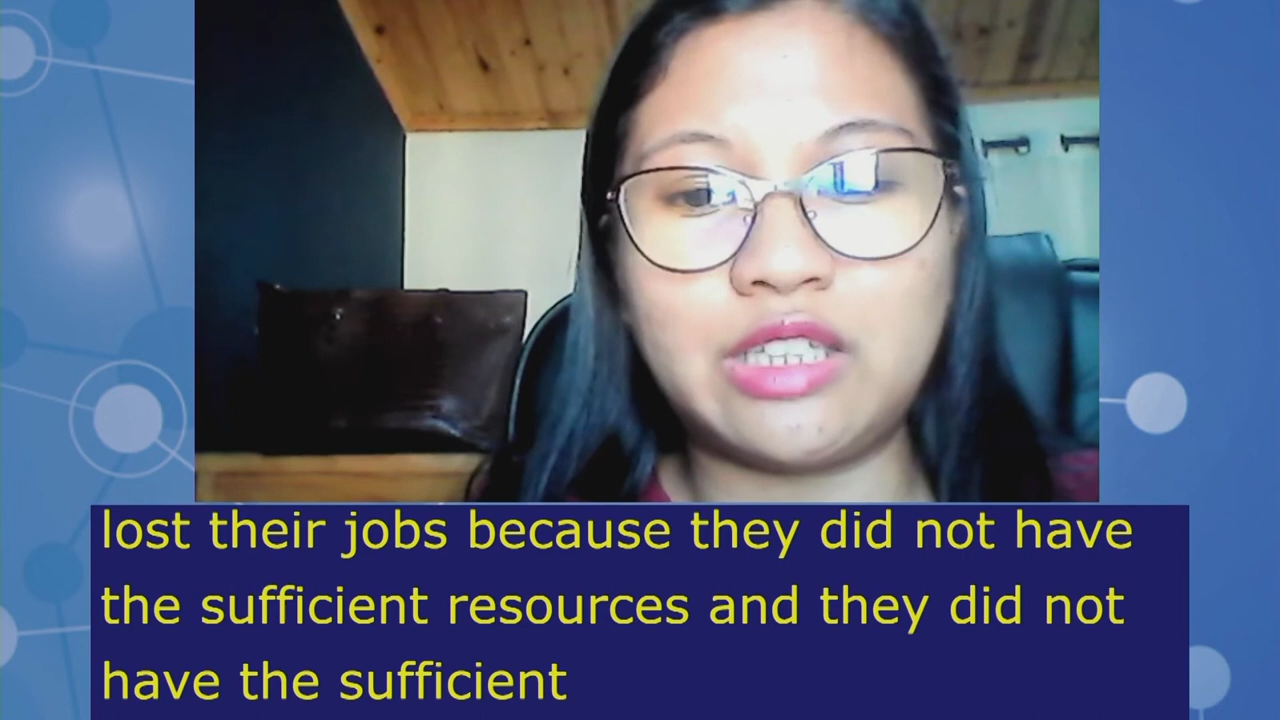 lost their jobs because they did not have
the sufficient resources and they did not
have the sufficient